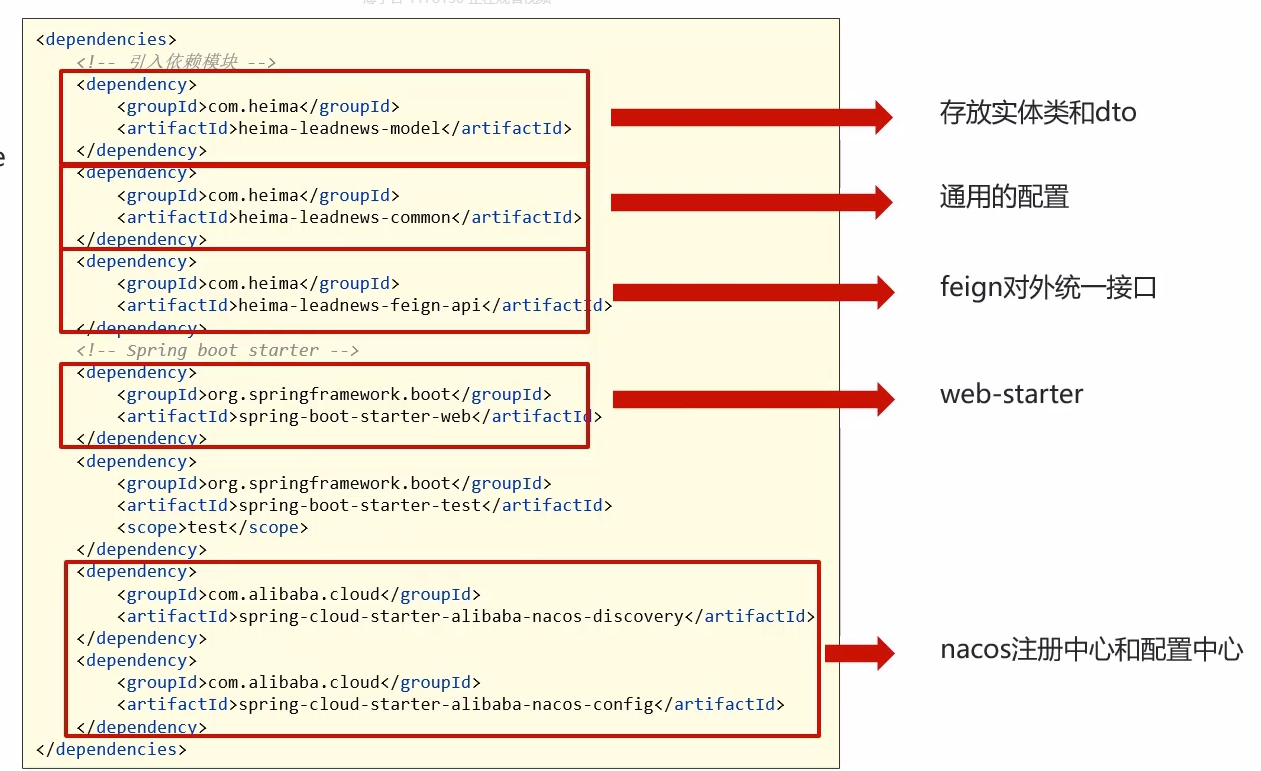 <dependencies>
<!-- 引入依赖模块 -->
<dependency>
<groupId>com.heima</groupId>
<artifactId>heima-leadnews-model</artifactId>
</dependency>
存放实体类和dto
e
<dependency>
<groupId>com.heima</groupId>
<artifactId>heima-leadnews-common</artifactId>
</dependency>
通用的配置
<dependency>
<groupId>com.heima</groupId>
<artifactId>heima-leadnews-feign-api</artifactId>
</dependency>
feign对外统一接口
<!-- Spring boot starter -->
<dependency>
<groupId>org.springframework.boot</groupId>
<artifactId>spring-boot-starter-web</artifactId>
</dependency>
web-starter
<dependency>
<groupId>org.springframework.boot</groupId>
<artifactId>spring-boot-starter-test</artifactId>
<scope>test</scope>
</dependency>
<dependency>
<groupId>com.alibaba.cloud</groupId>
<artifactId>spring-cloud-starter-alibaba-nacos-discovery</artifactId>
</dependency>
<dependency>
<groupId>com.alibaba.cloud</groupId>
<artifactId>spring-cloud-starter-alibaba-nacos-config</artifactId>
</dependency>
nacos注册中心和配置中心
</dependencies>